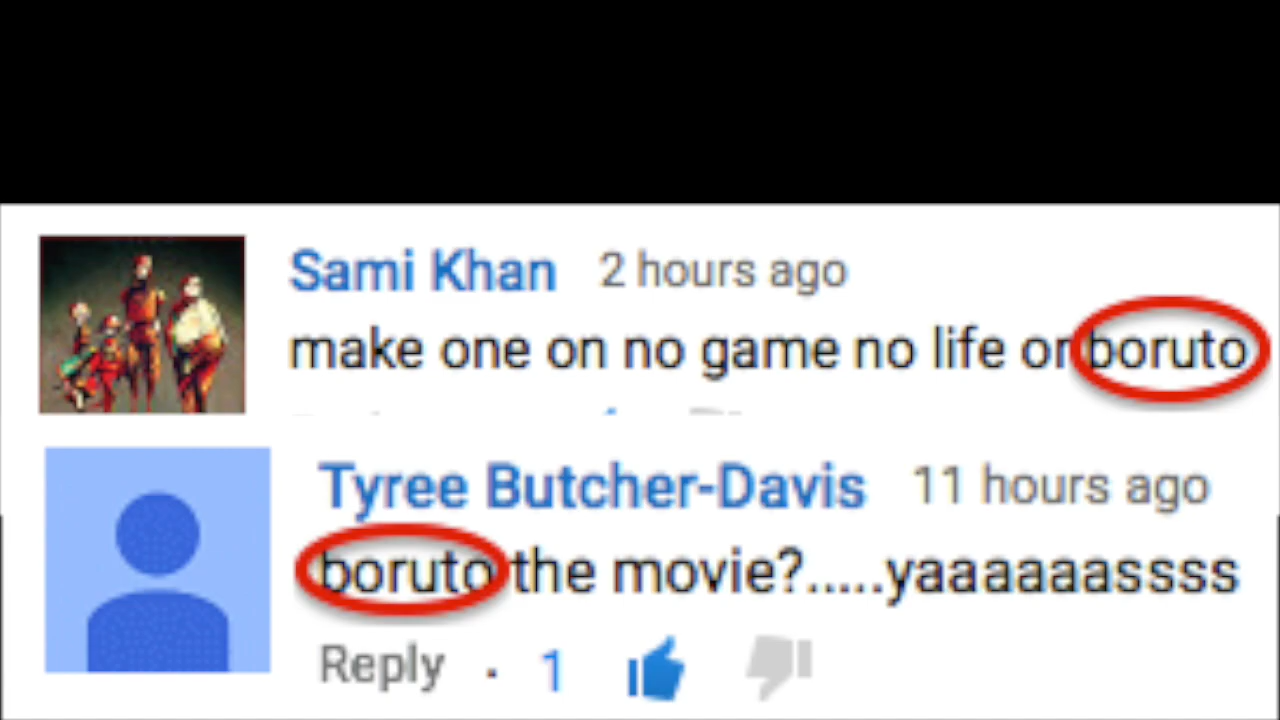 Sami Khan 2 hours ago
make one on no game no life or boruto
Tyree Butcher-Davis 11 hours ago
boruto the movie?.....yaaaaaassss
Reply · 1